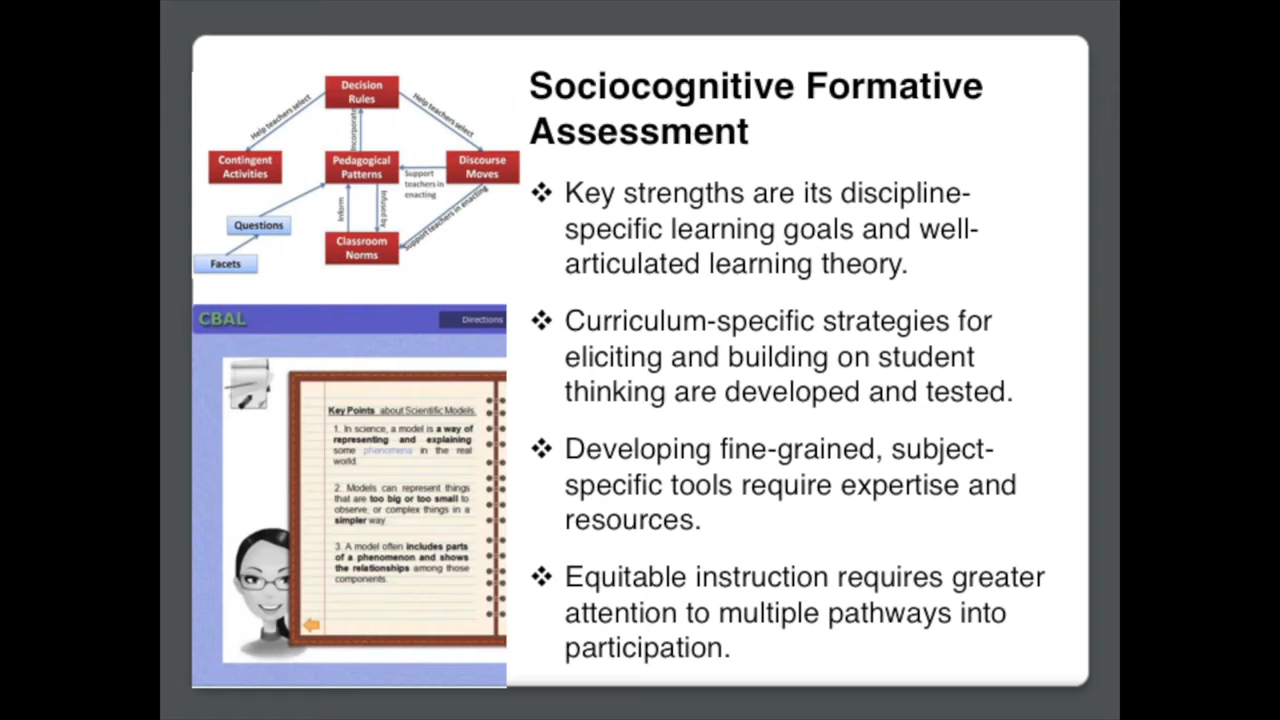 Sociocognitive Formative
Assessment
❖ Key strengths are its discipline-
specific learning goals and well-
articulated learning theory.
❖ Curriculum-specific strategies for
eliciting and building on student
thinking are developed and tested.
❖ Developing fine-grained, subject-
specific tools require expertise and
resources.
❖ Equitable instruction requires greater
attention to multiple pathways into
participation.
Decision
Rules
Help teachers select
Incorporate
Help teachers select
Contingent
Activities
Pedagogical
Patterns
Discourse
Moves
Support
teachers in
enacting
Questions
Inform
Infused by
Support teachers in enacting
Facets
Classroom
Norms
CBAL
Directions
Key Points about Scientific Models
1. In science, a model is a way of
representing and explaining
some phenomena in the real
world.
2. Models can represent things
that are too big or too small to
observe, or complex things in a
simpler way.
3. A model often includes parts
of a phenomenon and shows
the relationships among those
components.